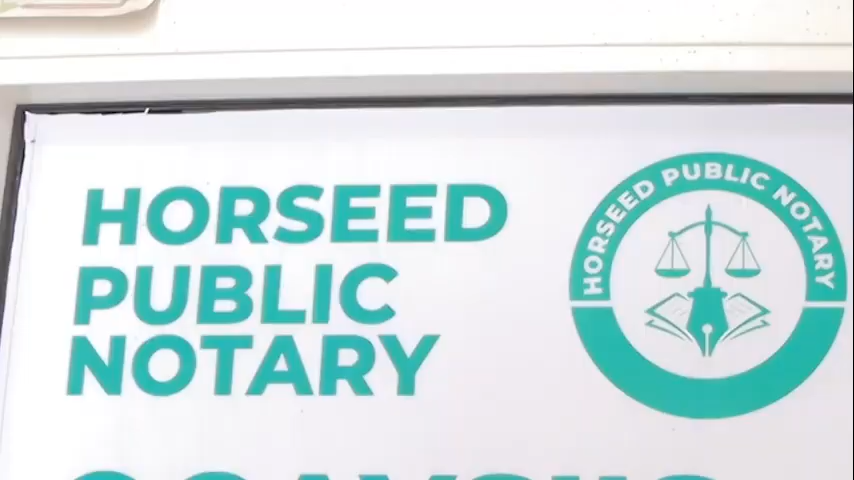 HORSEED
PUBLIC
NOTARY
HORSEED PUBLIC NOTARY